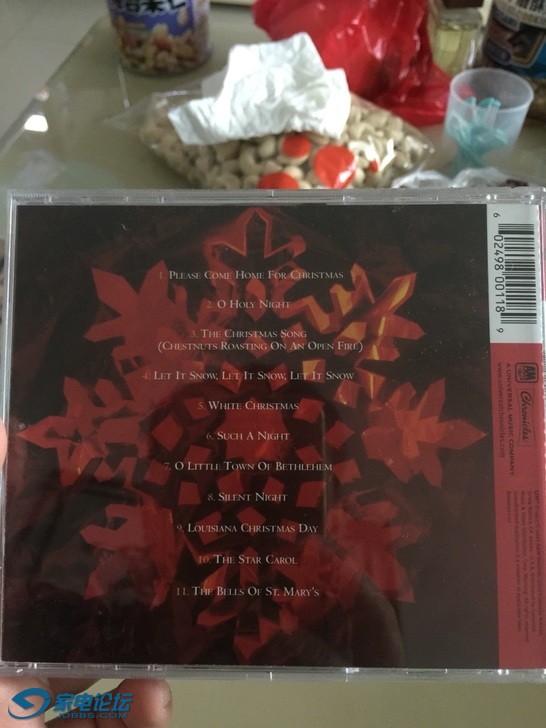 1. Please Come Home For Christmas
2. O Holy Night
3. The Christmas Song
(Chestnuts Roasting On An Open Fire)
4. Let It Snow, Let It Snow, Let It Snow
5. White Christmas
6. Such A Night
7. O Little Town Of Bethlehem
8. Silent Night
9. Louisiana Christmas Day
10. The Star Carol
11. The Bells Of St. Mary's
6 02498 00118 9
A&M
Chronicles
A UNIVERSAL MUSIC COMPANY
家电论坛
JDBBS.COM